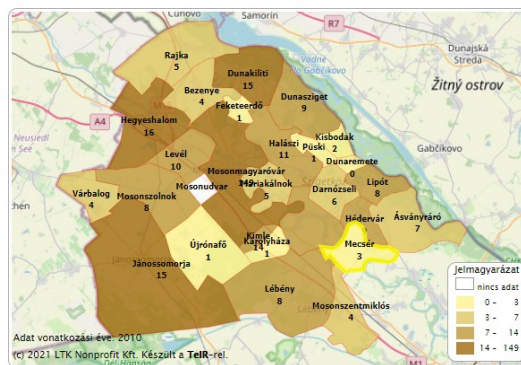 Čunovo
Šamorín
R7
Rajka
5
Dunakiliti
15
Vodné
Gabčíkovo
Dunajská
Streda
Bezenye
4
Feketeerdő
1
Dunasziget
9
Žitný ostrov
A4
Hegyeshalom
16
Halászi
11
Kisbodak
2
Püski
1
Gabčíkovo
Levél
10
Dunaremete
0
Mosonmagyaróvár
Máriakálnok
5
Mosonudvar
Lipót
8
Darnózseli
6
Várbalog
4
Mosonszolnok
8
Hédervár
Ásványráró
7
Kimle
14
Károlyháza
1
Mecsér
3
Újrónafő
1
Jánossomorja
15
Lébény
8
Mosonszentmiklós
4
M1
Jelmagyarázat
nincs adat
0 - 3
3 - 7
7 - 14
14 - 149
Adat vonatkozási éve: 2010
(c) 2021 LTK Nonprofit Kft. Készült a TeIR-rel.